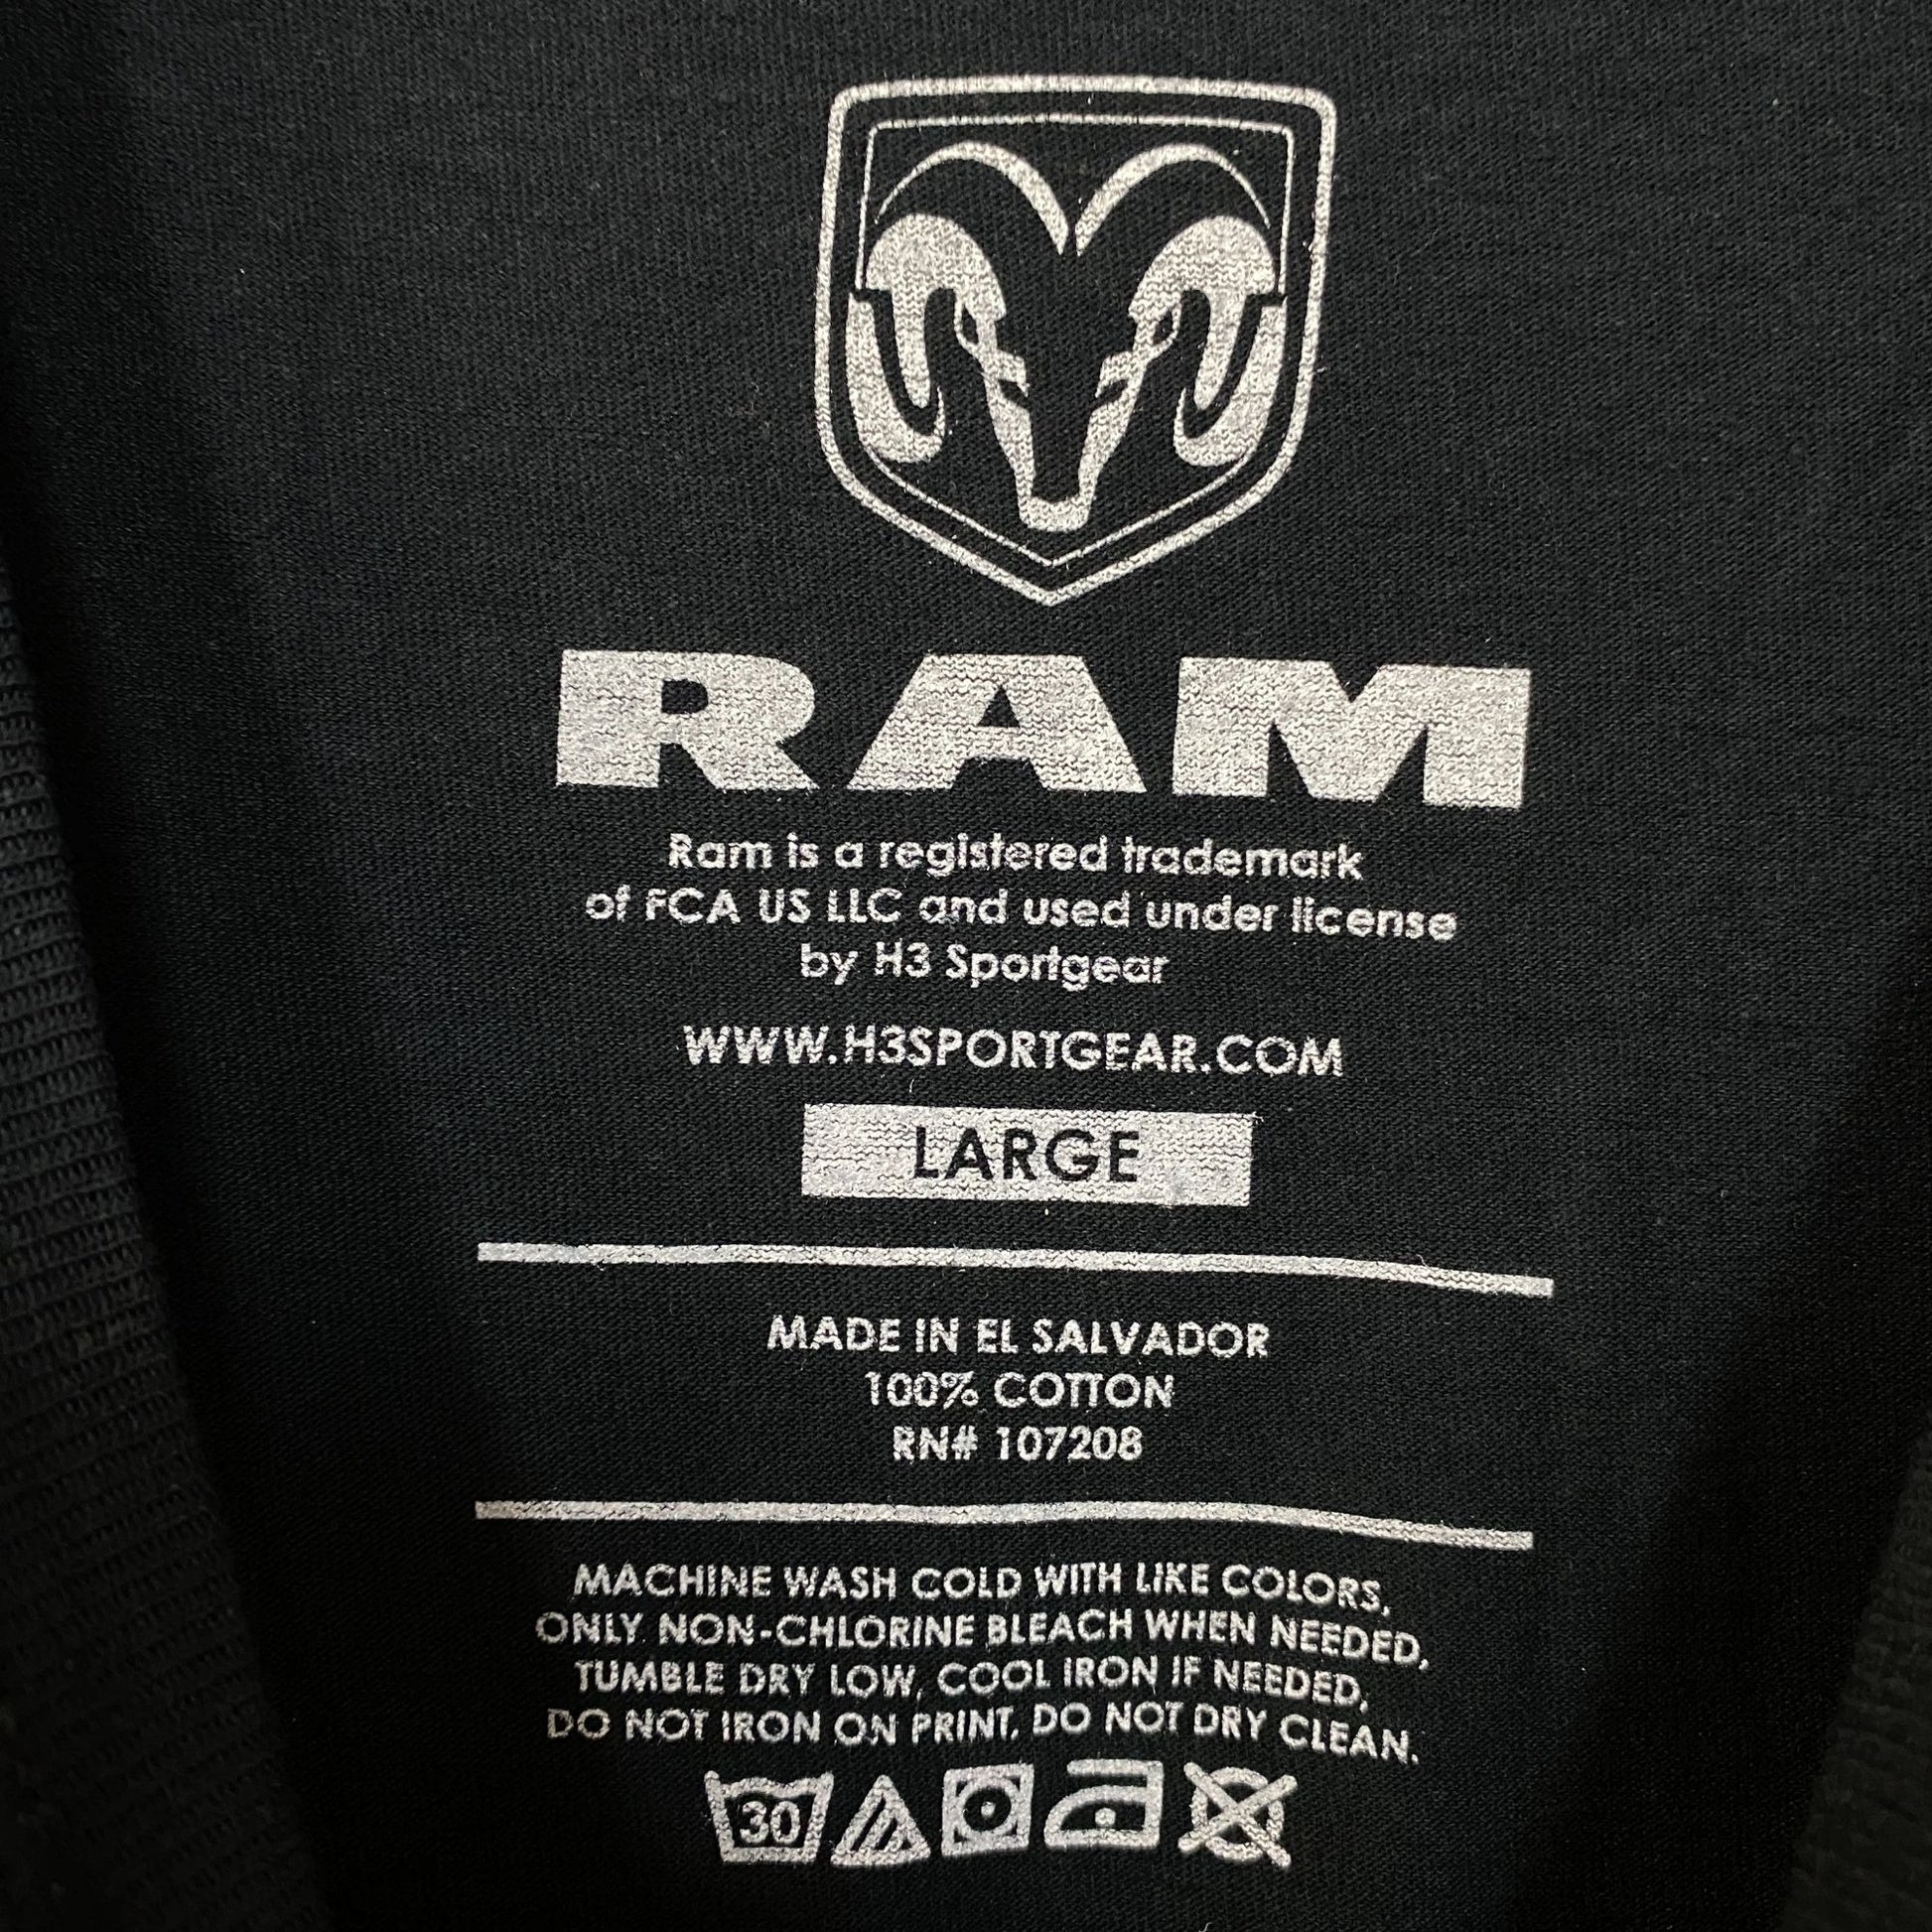 RAM
Ram is a registered trademark
of FCA US LLC and used under license
by H3 Sportgear
WWW.H3SPORTGEAR.COM
LARGE
MADE IN EL SALVADOR
100% COTTON
RN# 107208
MACHINE WASH COLD WITH LIKE COLORS,
ONLY NON-CHLORINE BLEACH WHEN NEEDED,
TUMBLE DRY LOW, COOL IRON IF NEEDED,
DO NOT IRON ON PRINT. DO NOT DRY CLEAN.
30